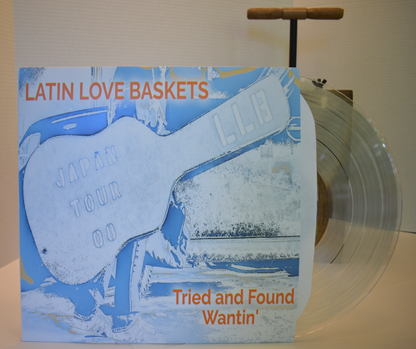 LATIN LOVE BASKETS
LLB
JAPAN
TOUR
00
Tried and Found
Wantin'